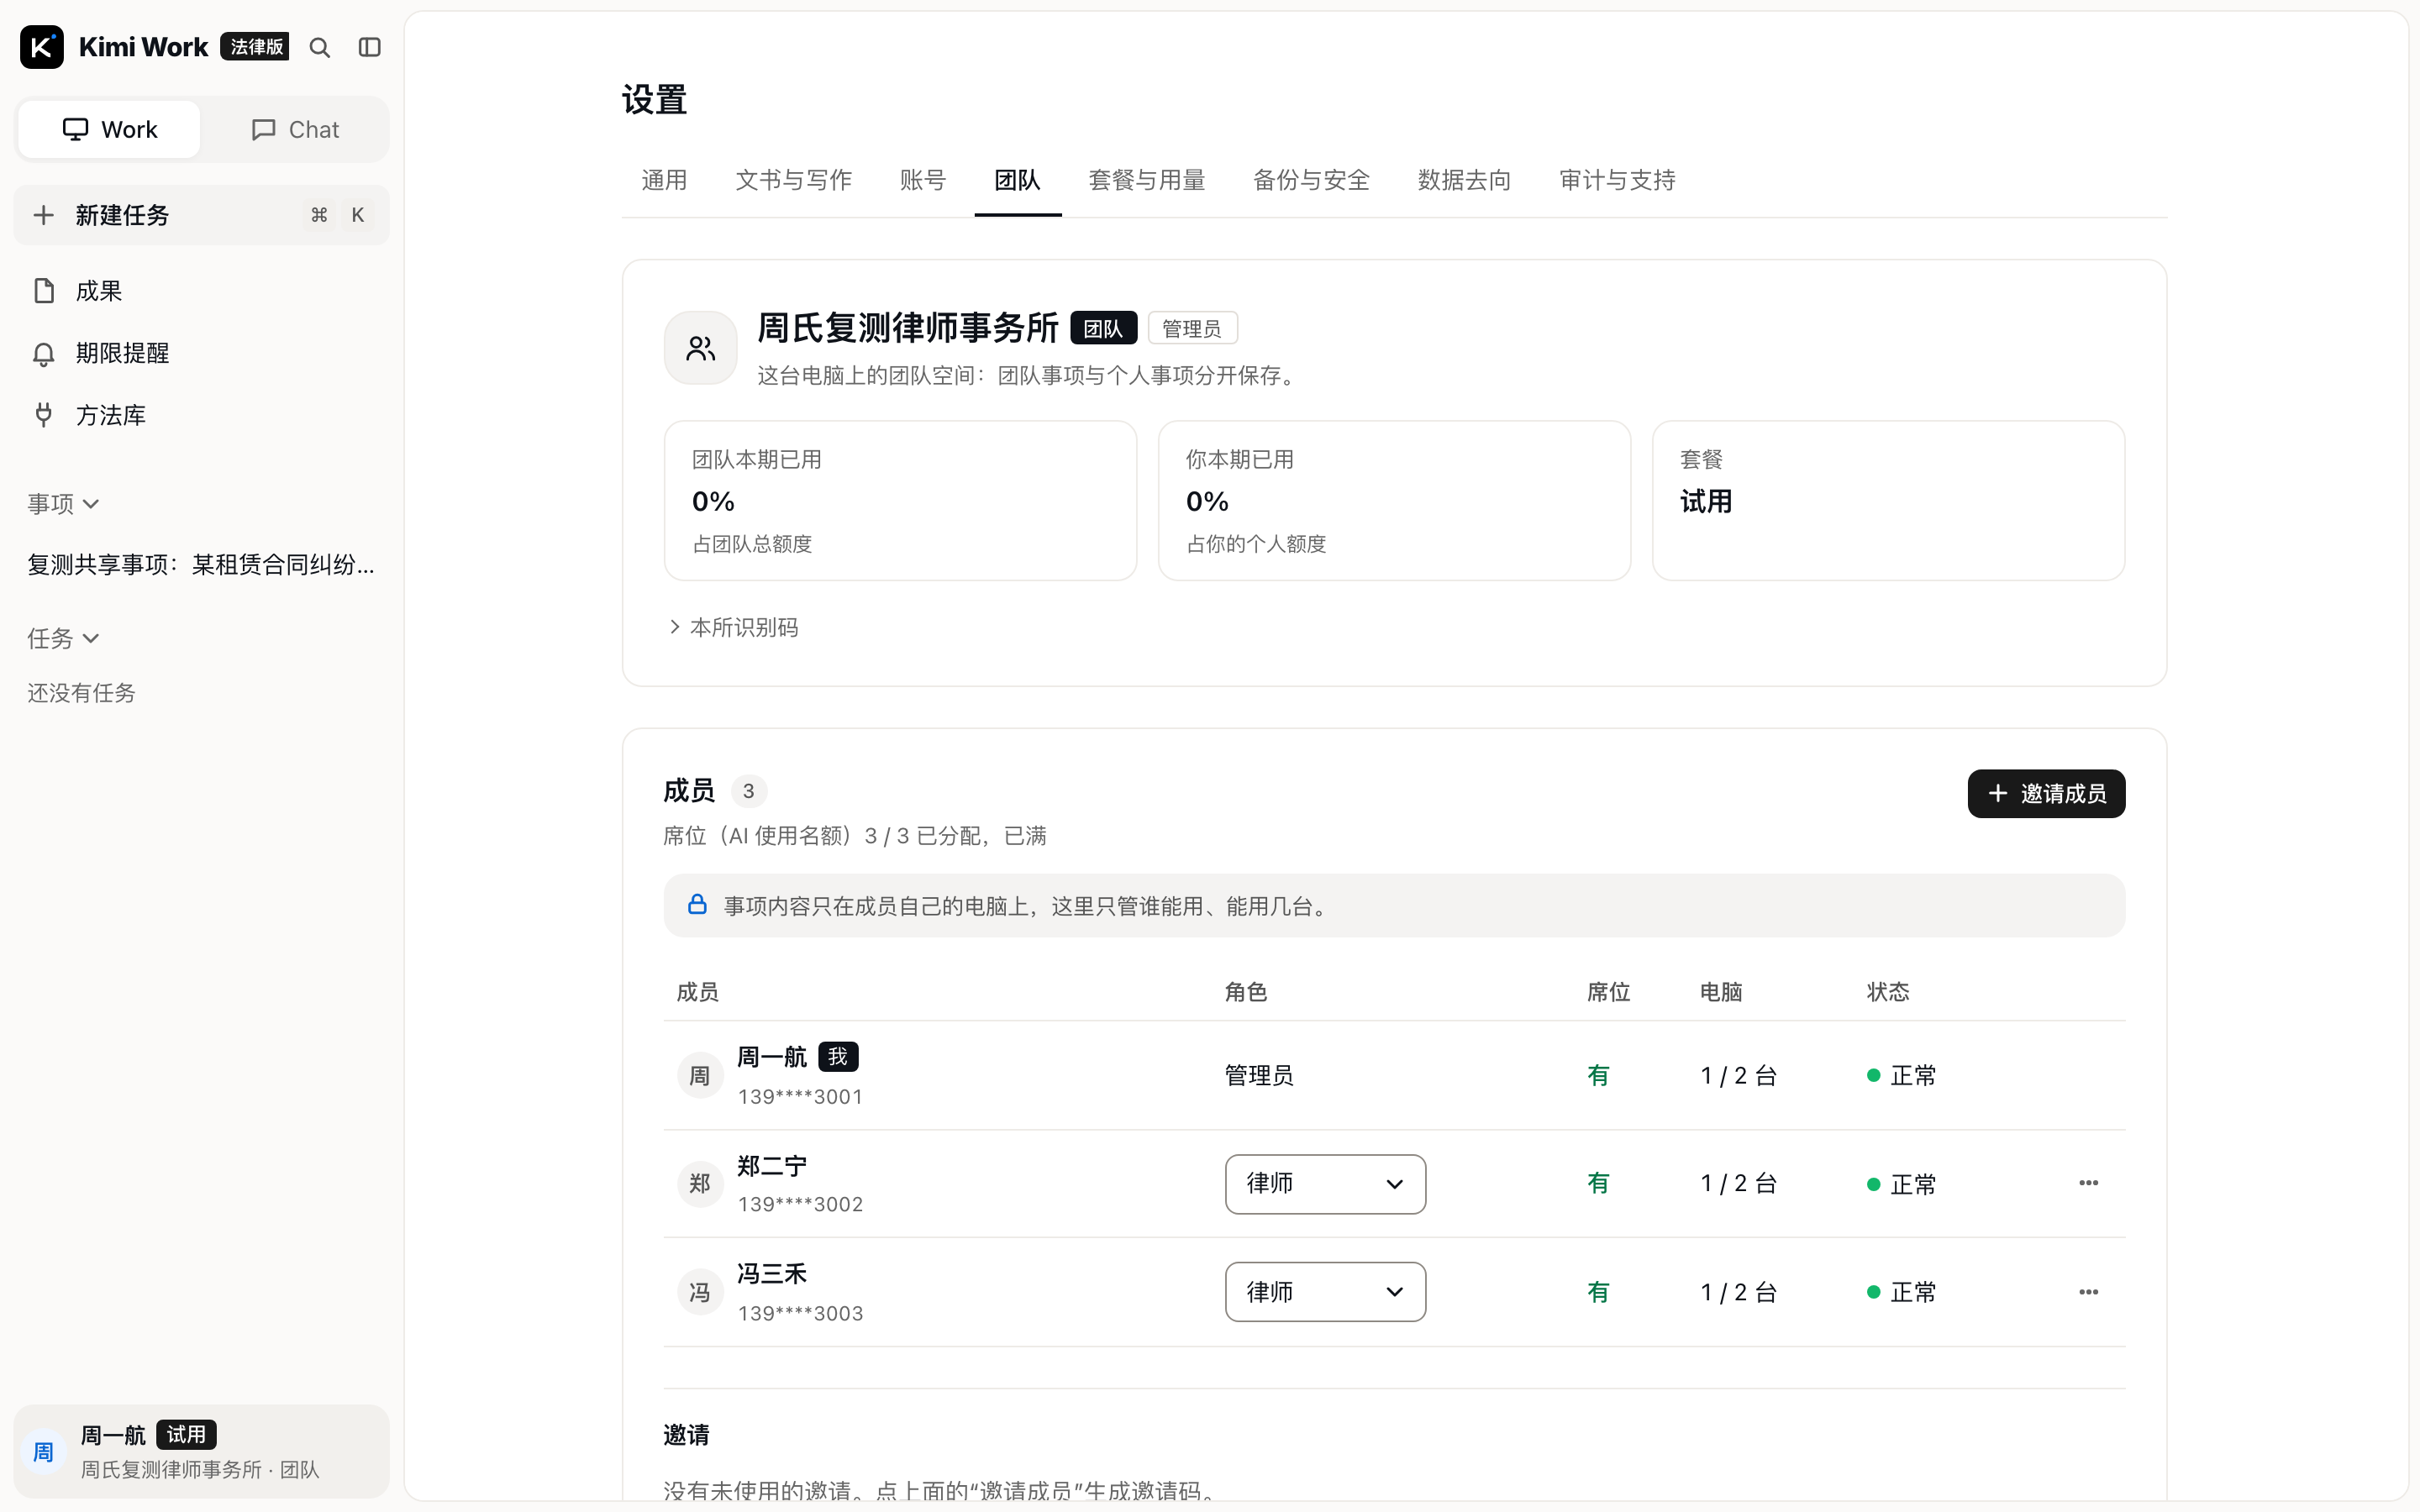 Kimi Work 法律版
Work
Chat
新建任务 ⌘ K
成果
期限提醒
方法库
事项
复测共享事项：某租赁合同纠纷...
任务
还没有任务
周 周一航 试用
周氏复测律师事务所 · 团队
设置
通用 文书与写作 账号 团队 套餐与用量 备份与安全 数据去向 审计与支持
周氏复测律师事务所 团队 管理员
这台电脑上的团队空间：团队事项与个人事项分开保存。
团队本期已用
0%
占团队总额度
你本期已用
0%
占你的个人额度
套餐
试用
本所识别码
成员 3
邀请成员
席位（AI 使用名额）3 / 3 已分配，已满
事项内容只在成员自己的电脑上，这里只管谁能用、能用几台。
成员 角色 席位 电脑 状态
周 周一航 我
139****3001
管理员 有 1 / 2 台 正常
郑 郑二宁
139****3002
律师 有 1 / 2 台 正常
冯 冯三禾
139****3003
律师 有 1 / 2 台 正常
邀请
没有未使用的邀请。点上面的“邀请成员”生成邀请码。